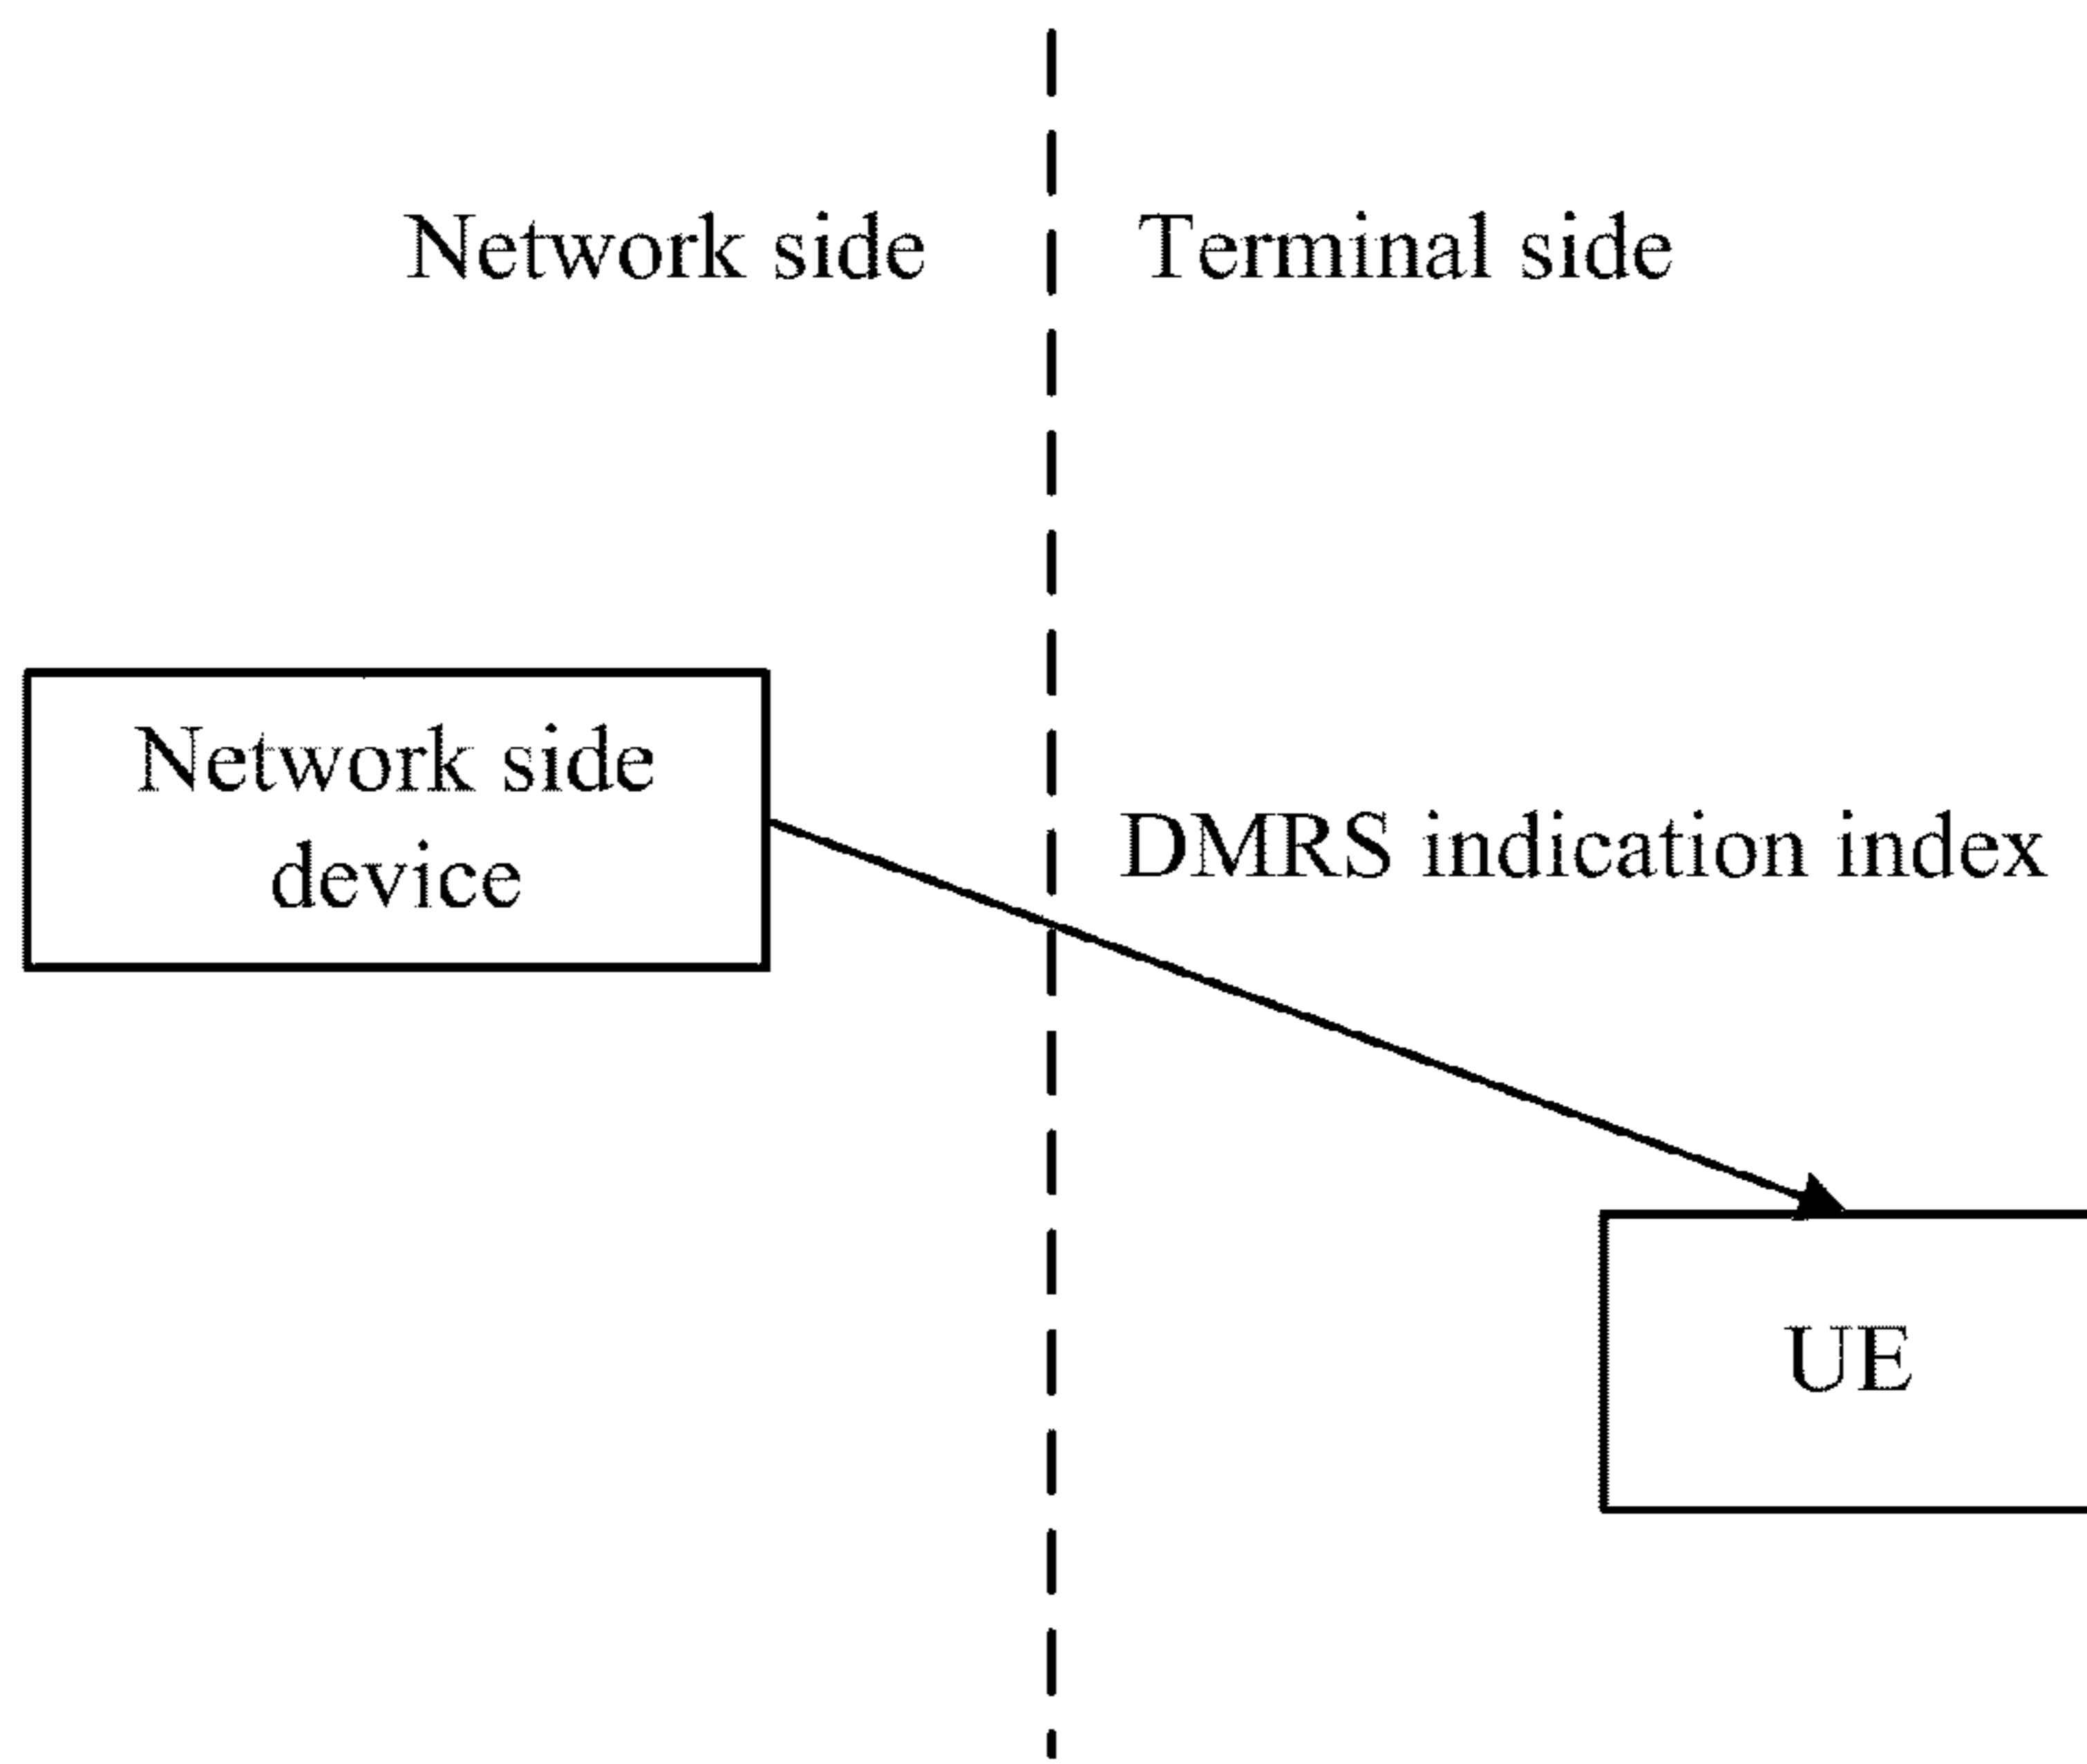 Network side
Terminal side
Network side
device
DMRS indication index
UE